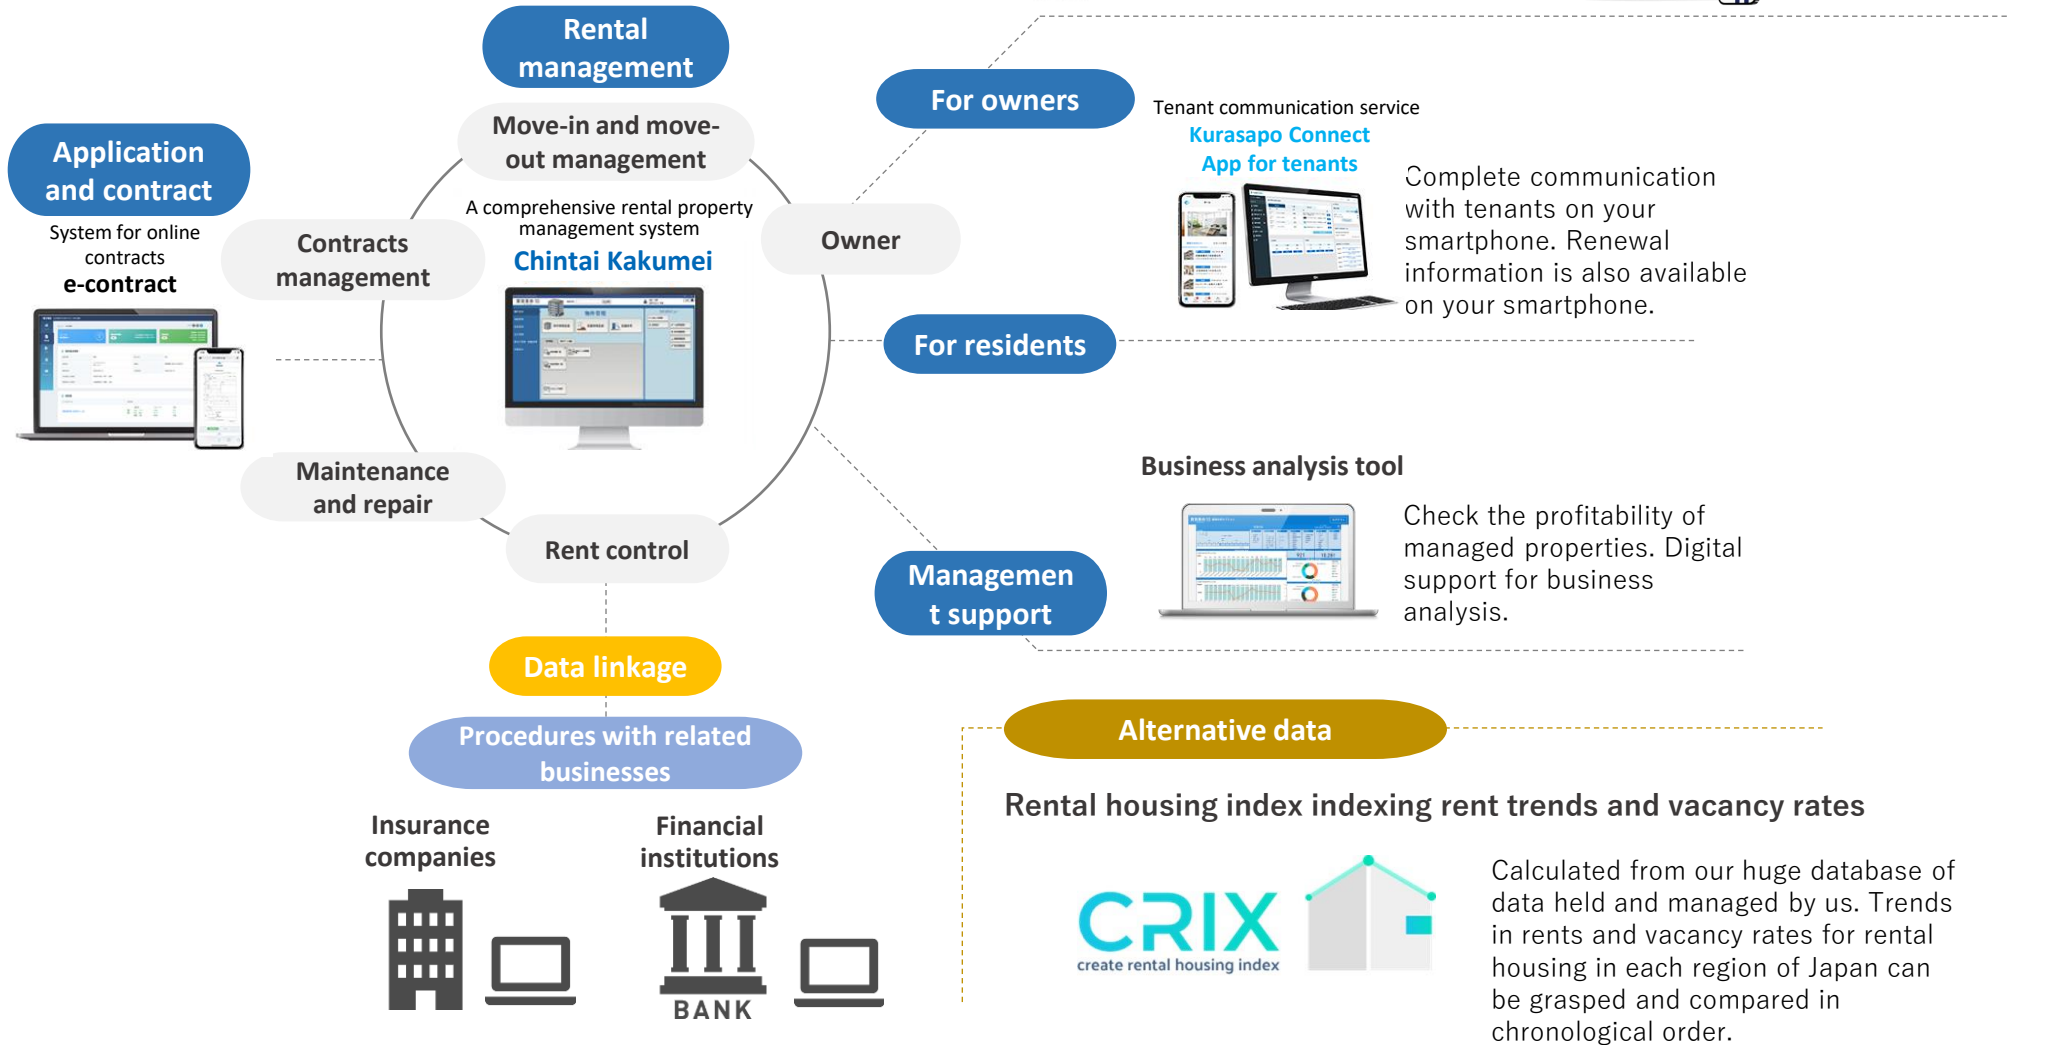 Rental
management
Move-in and move-
out management
Application
and contract
System for online
contracts
e-contract
Contracts
management
A comprehensive rental property
management system
Chintai Kakumei
Owner
Maintenance
and repair
Rent control
Data linkage
Procedures with related
businesses
Insurance
companies
Financial
institutions
BANK
For owners
Tenant communication service
Kurasapo Connect
App for tenants
Complete communication
with tenants on your
smartphone. Renewal
information is also available
on your smartphone.
For residents
Business analysis tool
Check the profitability of
managed properties. Digital
support for business
analysis.
Managemen
t support
Alternative data
Rental housing index indexing rent trends and vacancy rates
CRIX
create rental housing index
Calculated from our huge database of
data held and managed by us. Trends
in rents and vacancy rates for rental
housing in each region of Japan can
be grasped and compared in
chronological order.